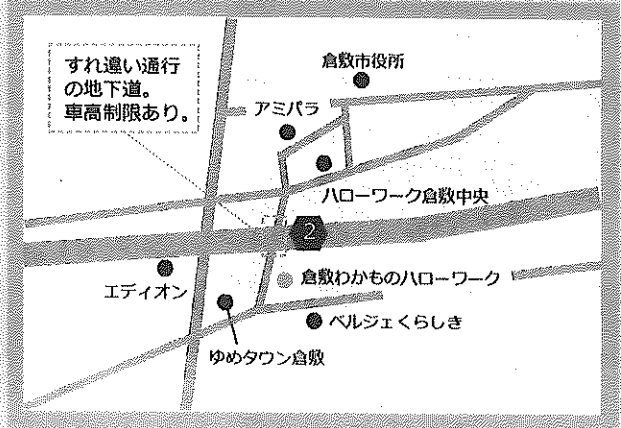 すれ違い通行
の地下道。
車高制限あり。
倉敷市役所
アミパラ
ハローワーク倉敷中央
2
倉敷わかものハローワーク
エディオン
ベルジェくらしき
ゆめタウン倉敷